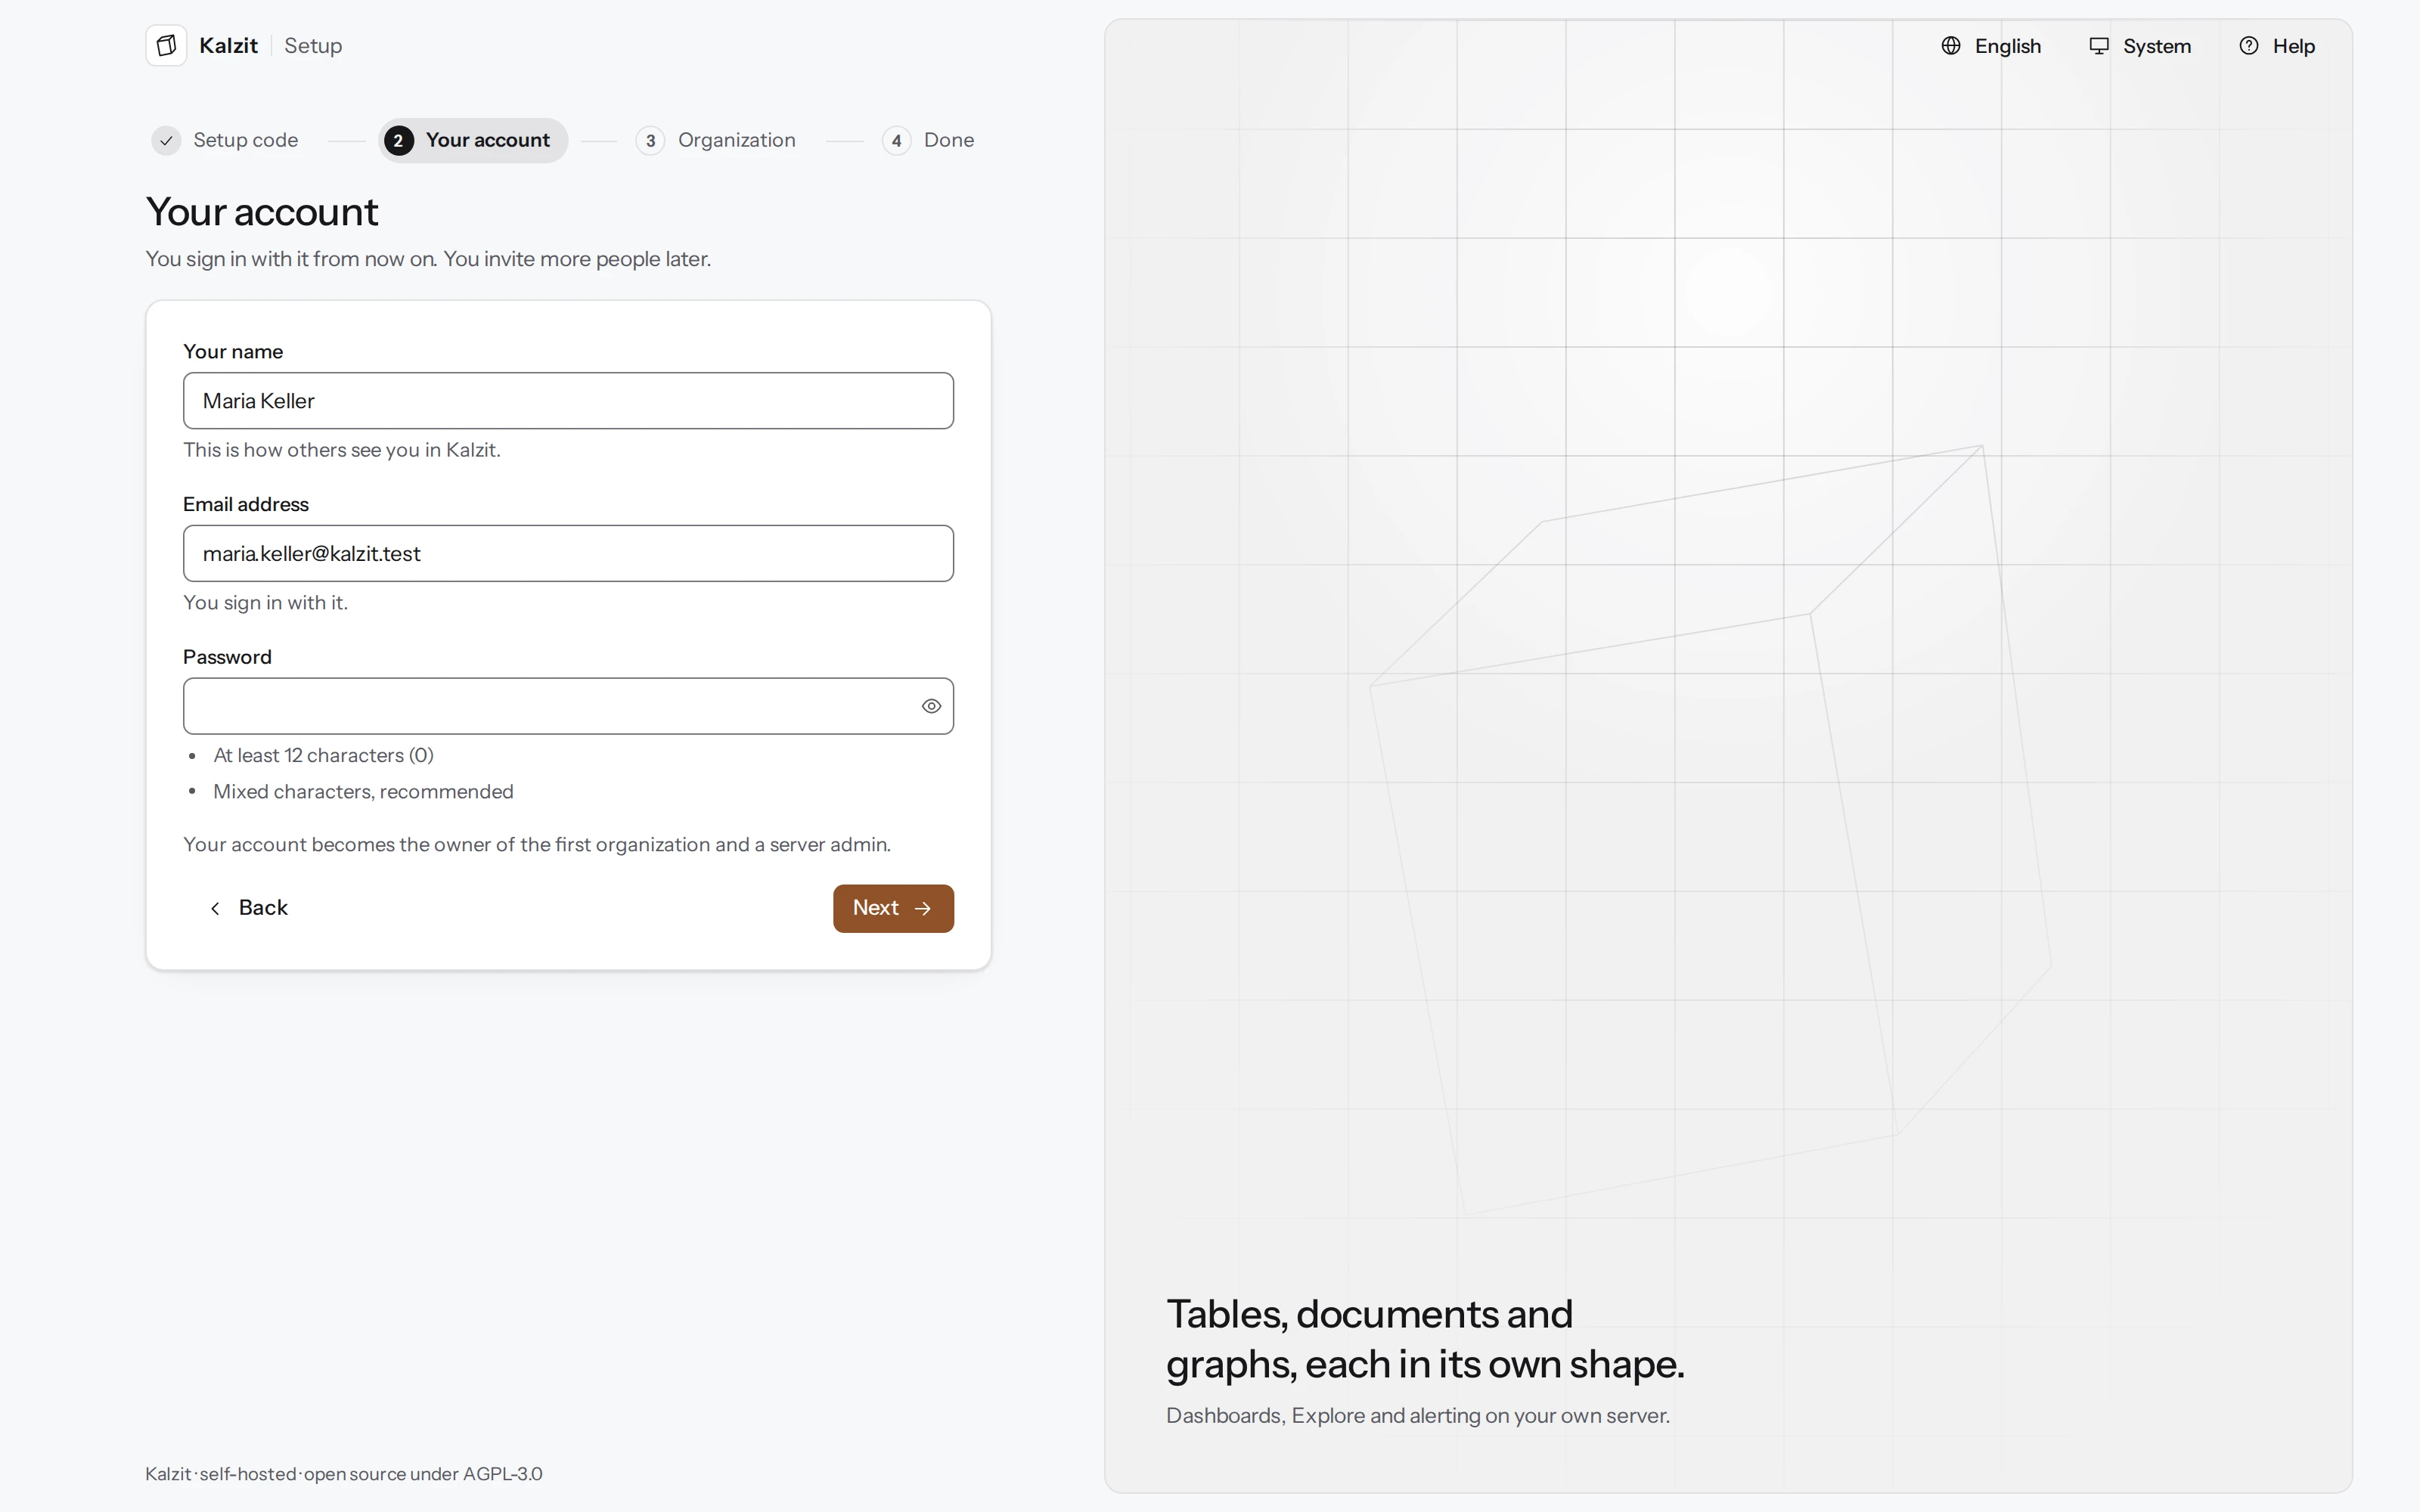 Kalzit
Setup
English
System
Help
Setup code
2 Your account
3 Organization
4 Done
Your account
You sign in with it from now on. You invite more people later.
Your name
Maria Keller
This is how others see you in Kalzit.
Email address
maria.keller@kalzit.test
You sign in with it.
Password
• At least 12 characters (0)
• Mixed characters, recommended
Your account becomes the owner of the first organization and a server admin.
Back
Next
Tables, documents and
graphs, each in its own shape.
Dashboards, Explore and alerting on your own server.
Kalzit · self-hosted · open source under AGPL-3.0